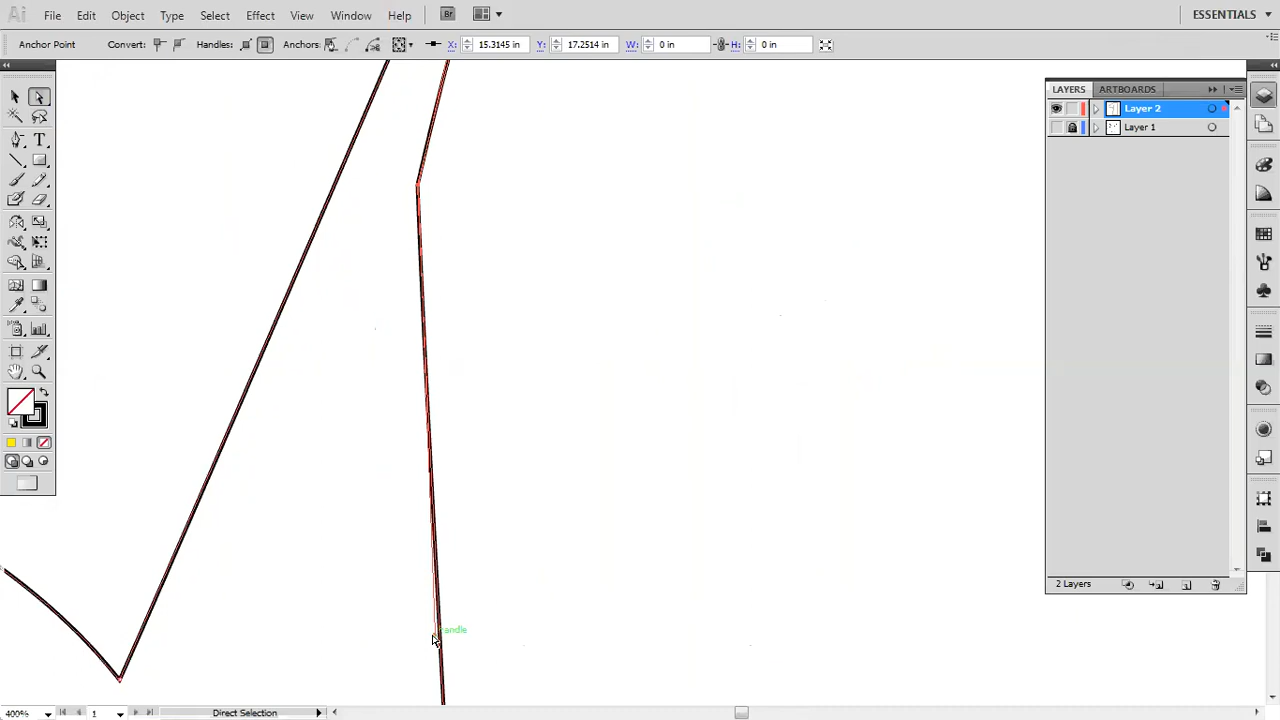 Ai File Edit Object Type Select Effect View Window Help Br ESSENTIALS
Anchor Point Convert: Handles: Anchors: X: 15.3145 in Y: 17.2514 in W: 0 in H: 0 in
LAYERS ARTBOARDS
Layer 2
Layer 1
T
andle
2 Layers
400% 1 Direct Selection